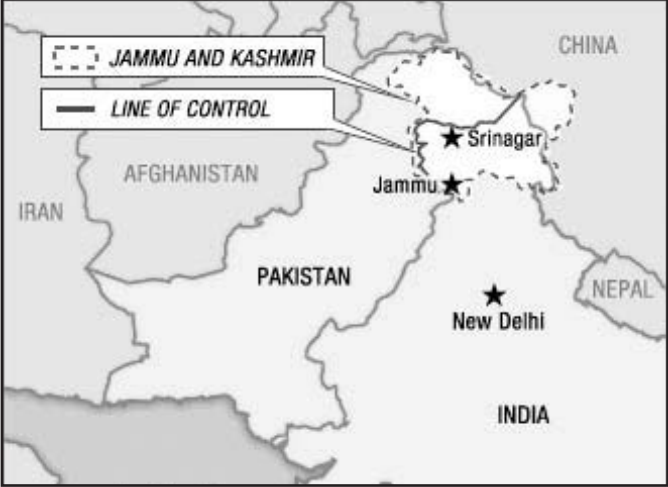 JAMMU AND KASHMIR
LINE OF CONTROL
CHINA
Srinagar
Jammu
AFGHANISTAN
IRAN
PAKISTAN
NEPAL
New Delhi
INDIA